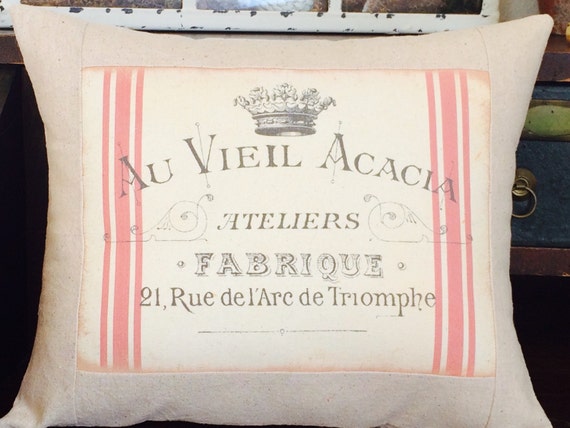 AU VIEIL ACACIA
ATELIERS
· FABRIQUE ·
21, Rue de l'Arc de Triomphe